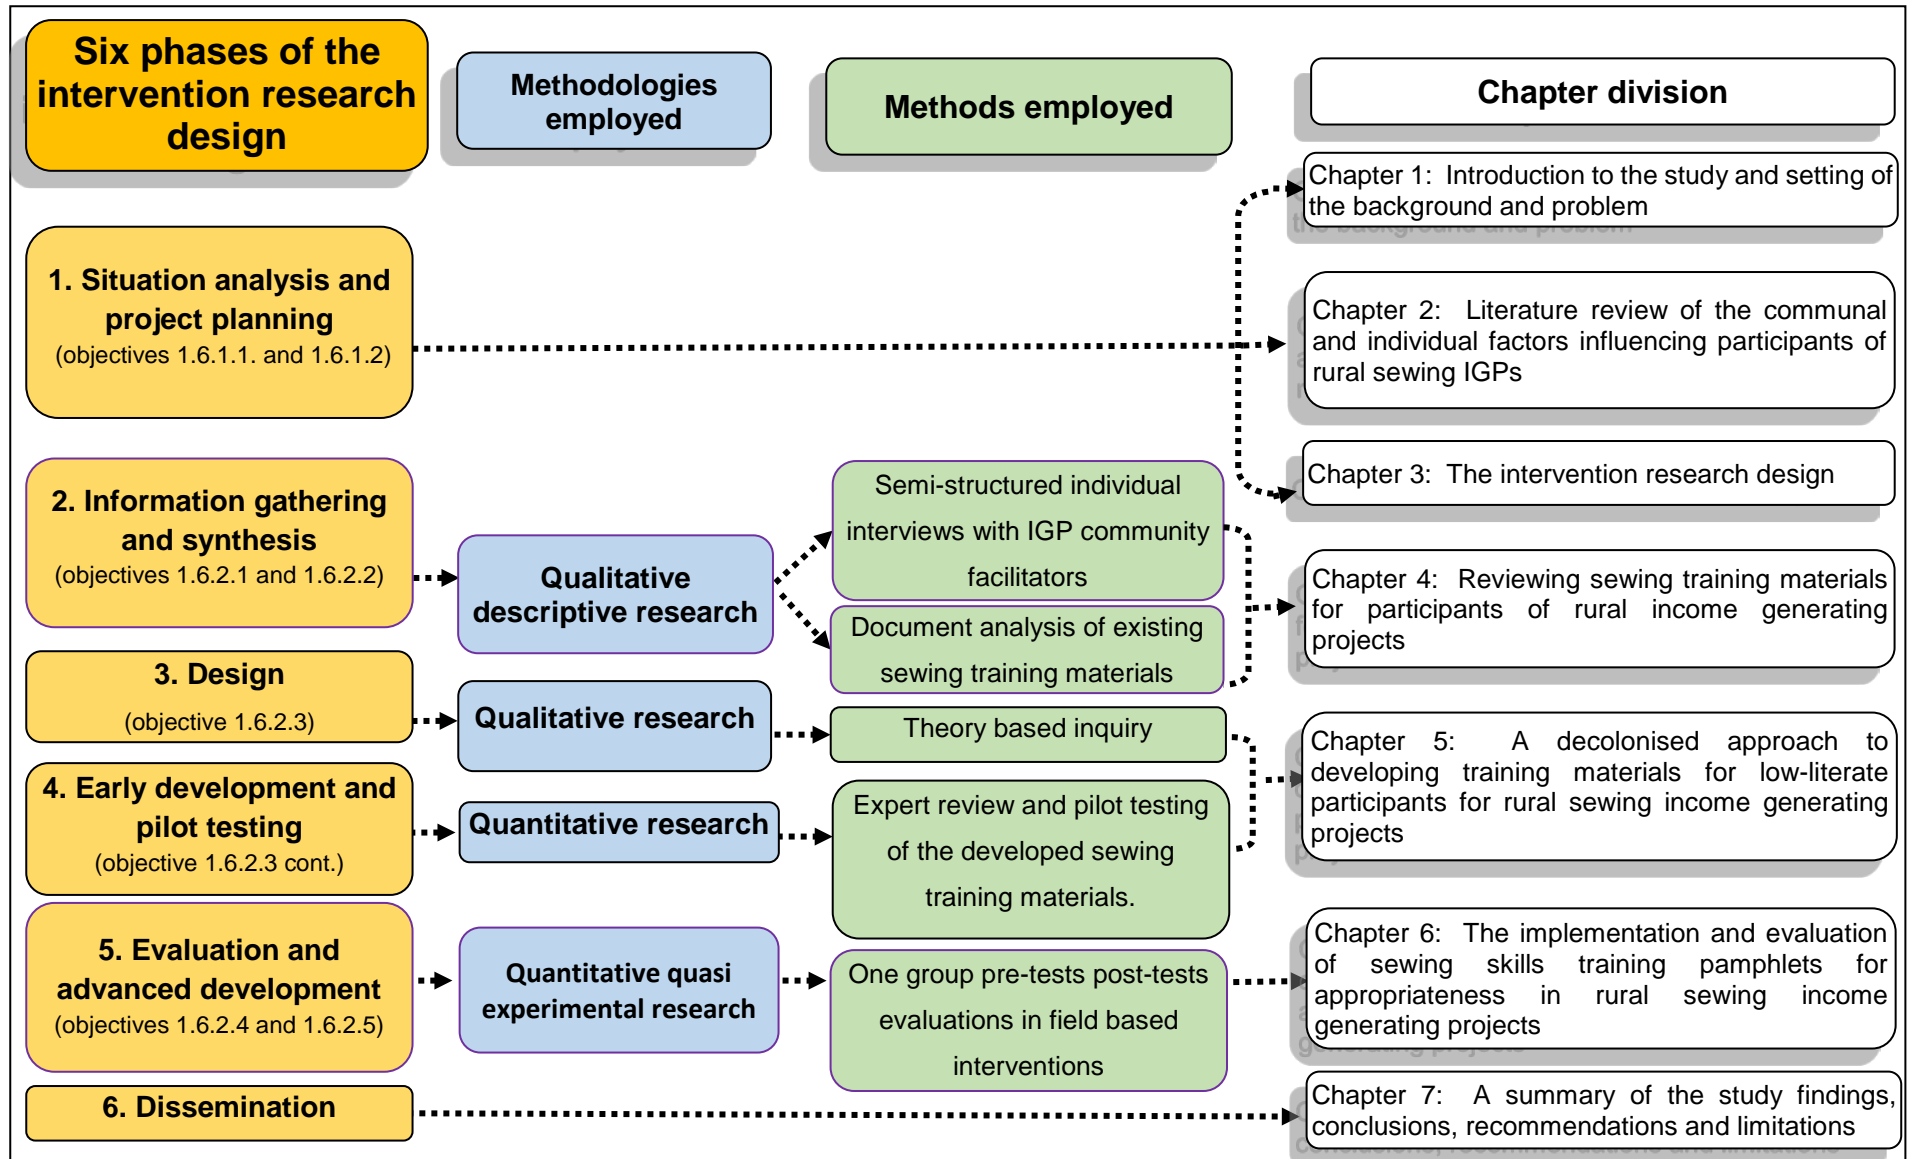 Six phases of the
intervention research
design
Methodologies
employed
Methods employed
Chapter division
Chapter 1: Introduction to the study and setting of
the background and problem
1. Situation analysis and
project planning
(objectives 1.6.1.1. and 1.6.1.2)
Chapter 2: Literature review of the communal
and individual factors influencing participants of
rural sewing IGPs
Chapter 3: The intervention research design
2. Information gathering
and synthesis
(objectives 1.6.2.1 and 1.6.2.2)
Qualitative
descriptive research
Semi-structured individual
interviews with IGP community
facilitators
Document analysis of existing
sewing training materials
Chapter 4: Reviewing sewing training materials
for participants of rural income generating
projects
3. Design
(objective 1.6.2.3)
Qualitative research
Theory based inquiry
4. Early development and
pilot testing
(objective 1.6.2.3 cont.)
Quantitative research
Expert review and pilot testing
of the developed sewing
training materials.
Chapter 5: A decolonised approach to
developing training materials for low-literate
participants for rural sewing income generating
projects
5. Evaluation and
advanced development
(objectives 1.6.2.4 and 1.6.2.5)
Quantitative quasi
experimental research
One group pre-tests post-tests
evaluations in field based
interventions
Chapter 6: The implementation and evaluation
of sewing skills training pamphlets for
appropriateness in rural sewing income
generating projects
6. Dissemination
Chapter 7: A summary of the study findings,
conclusions, recommendations and limitations